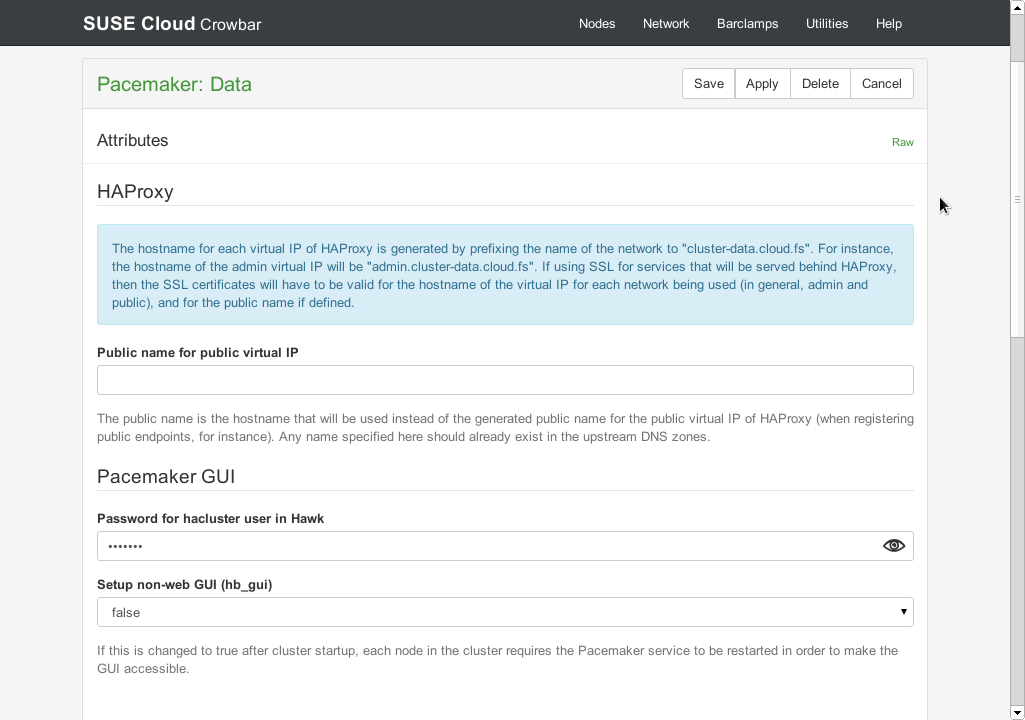 SUSE Cloud Crowbar
Nodes Network Barclamps Utilities Help
Pacemaker: Data
Save Apply Delete Cancel
Attributes
Raw
HAProxy
The hostname for each virtual IP of HAProxy is generated by prefixing the name of the network to "cluster-data.cloud.fs". For instance,
the hostname of the admin virtual IP will be "admin.cluster-data.cloud.fs". If using SSL for services that will be served behind HAProxy,
then the SSL certificates will have to be valid for the hostname of the virtual IP for each network being used (in general, admin and
public), and for the public name if defined.
Public name for public virtual IP
The public name is the hostname that will be used instead of the generated public name for the public virtual IP of HAProxy (when registering
public endpoints, for instance). Any name specified here should already exist in the upstream DNS zones.
Pacemaker GUI
Password for hacluster user in Hawk
•••••••
Setup non-web GUI (hb_gui)
false
If this is changed to true after cluster startup, each node in the cluster requires the Pacemaker service to be restarted in order to make the
GUI accessible.